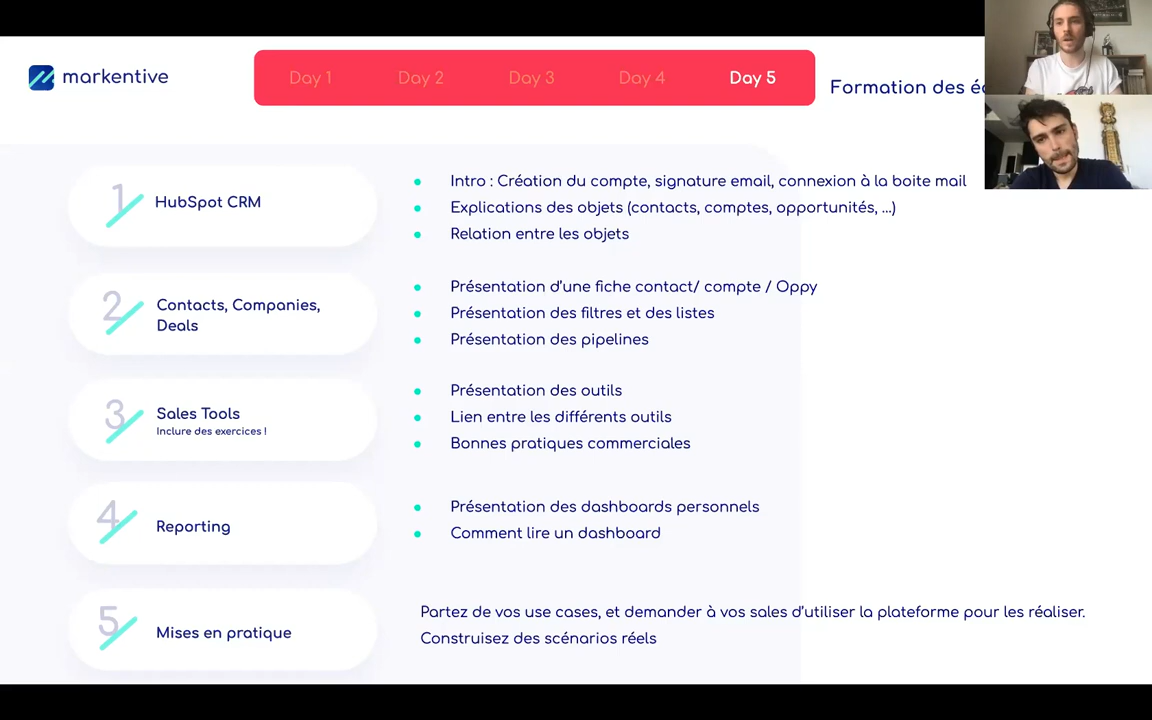 markentive
Day 1 Day 2 Day 3 Day 4 Day 5
Formation des é
1 HubSpot CRM
Intro : Création du compte, signature email, connexion à la boite mail
Explications des objets (contacts, comptes, opportunités, ...)
Relation entre les objets
2 Contacts, Companies,
Deals
Présentation d'une fiche contact/ compte / Oppy
Présentation des filtres et des listes
Présentation des pipelines
3 Sales Tools
Inclure des exercices !
Présentation des outils
Lien entre les différents outils
Bonnes pratiques commerciales
4 Reporting
Présentation des dashboards personnels
Comment lire un dashboard
5 Mises en pratique
Partez de vos use cases, et demander à vos sales d'utiliser la plateforme pour les réaliser.
Construisez des scénarios réels